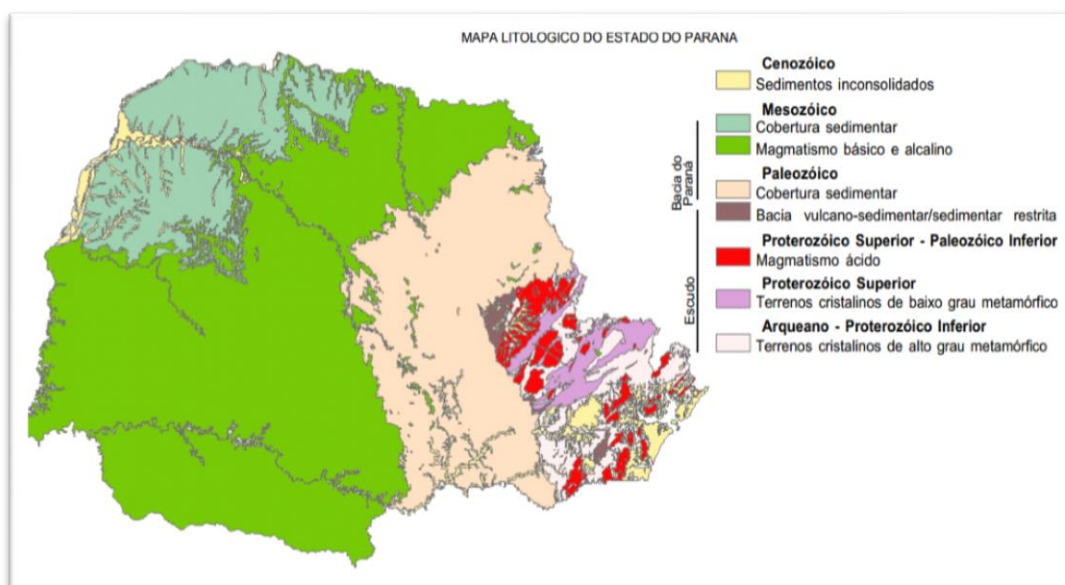 MAPA LITOLOGICO DO ESTADO DO PARANA
Cenozóico
Sedimentos inconsolidados
Mesozóico
Cobertura sedimentar
Magmatismo básico e alcalino
Bacia do
Paraná
Paleozóico
Cobertura sedimentar
Bacia vulcano-sedimentar/sedimentar restrita
Escudo
Proterozóico Superior - Paleozóico Inferior
Magmatismo ácido
Proterozóico Superior
Terrenos cristalinos de baixo grau metamórfico
Arqueano - Proterozóico Inferior
Terrenos cristalinos de alto grau metamórfico